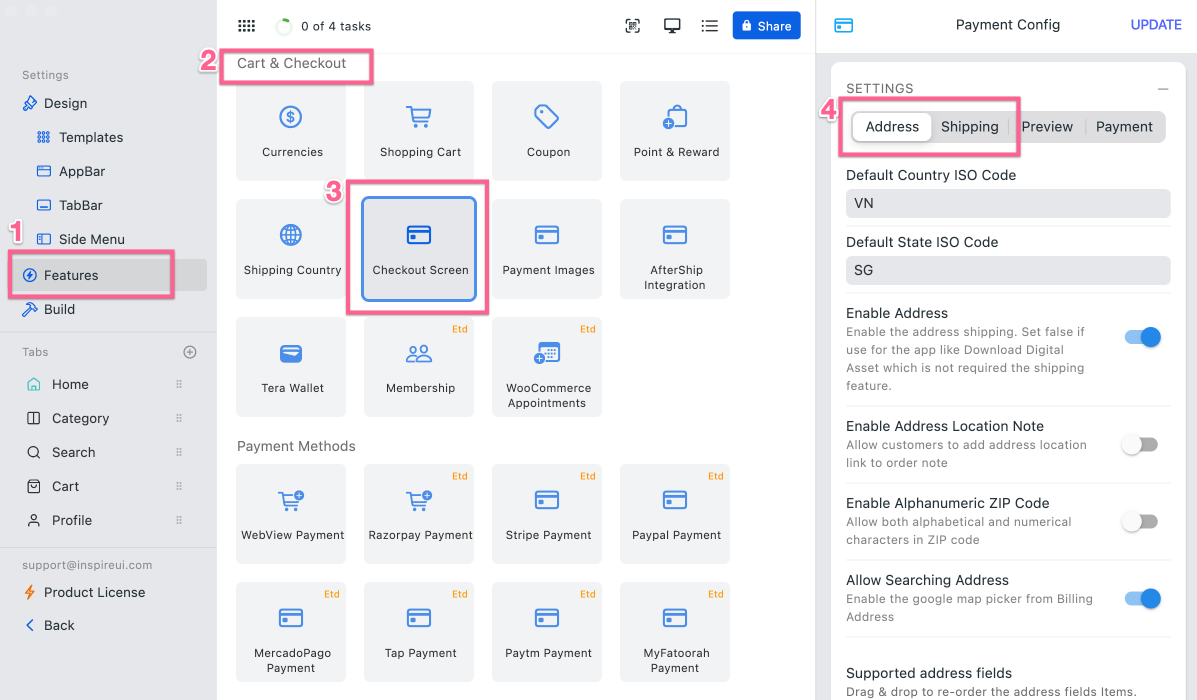 0 of 4 tasks
Share
Payment Config
UPDATE
Settings
Design
Templates
AppBar
TabBar
1
Side Menu
Features
Build
Tabs
Home
Category
Search
Cart
Profile
support@inspireui.com
Product License
Back
2
Cart & Checkout
Currencies
Shopping Cart
Coupon
Point & Reward
3
Shipping Country
Checkout Screen
Payment Images
AfterShip
Integration
Tera Wallet
Etd
Membership
Etd
WooCommerce
Appointments
Payment Methods
WebView Payment
Etd
Razorpay Payment
Etd
Stripe Payment
Etd
Paypal Payment
Etd
MercadoPago
Payment
Etd
Tap Payment
Etd
Paytm Payment
Etd
MyFatoorah
Payment
SETTINGS
4
Address Shipping Preview Payment
Default Country ISO Code
VN
Default State ISO Code
SG
Enable Address
Enable the address shipping. Set false if
use for the app like Download Digital
Asset which is not required the shipping
feature.
Enable Address Location Note
Allow customers to add address location
link to order note
Enable Alphanumeric ZIP Code
Allow both alphabetical and numerical
characters in ZIP code
Allow Searching Address
Enable the google map picker from Billing
Address
Supported address fields
Drag & drop to re-order the address fields Items.